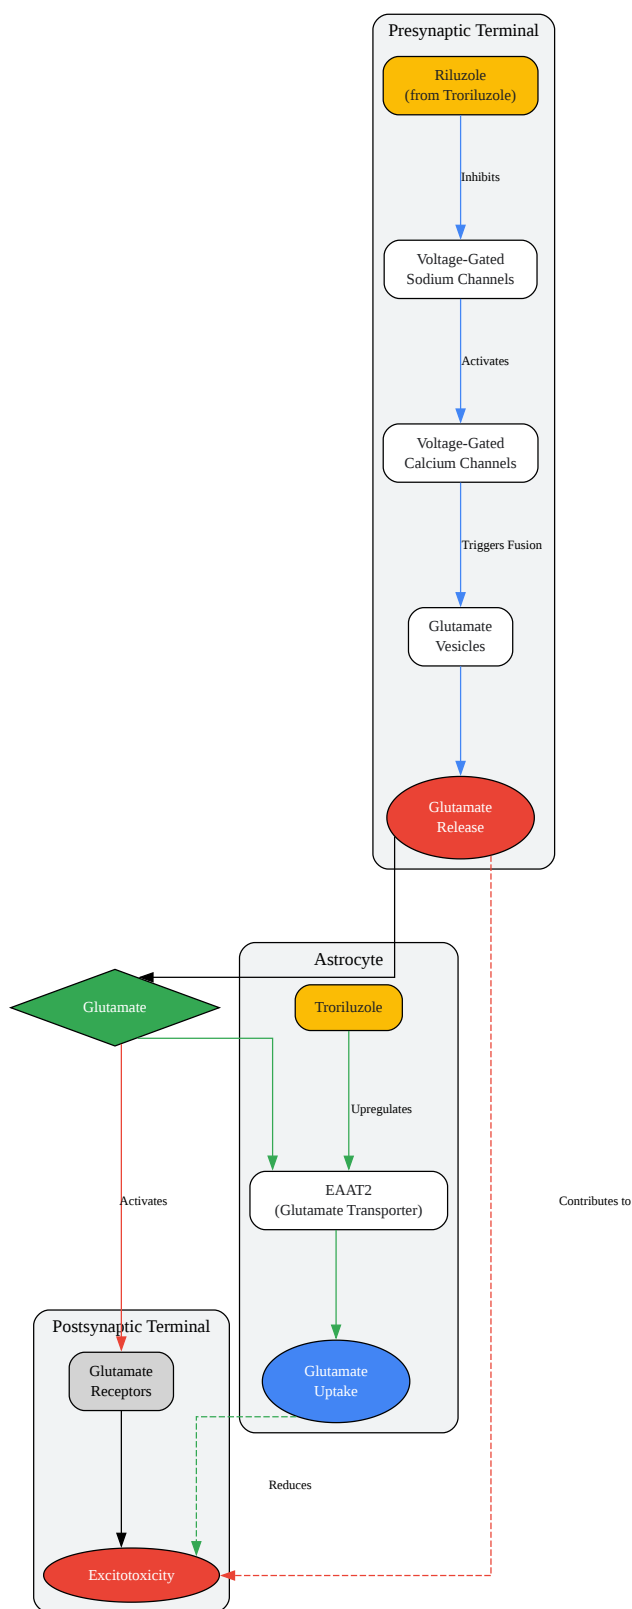 Presynaptic Terminal
Riluzole
(from Troriluzole)
Inhibits
Voltage-Gated
Sodium Channels
Activates
Voltage-Gated
Calcium Channels
Triggers Fusion
Glutamate
Vesicles
Glutamate
Release
Astrocyte
Glutamate
Troriluzole
Upregulates
EAAT2
(Glutamate Transporter)
Activates
Contributes to
Postsynaptic Terminal
Glutamate
Receptors
Glutamate
Uptake
Reduces
Excitotoxicity